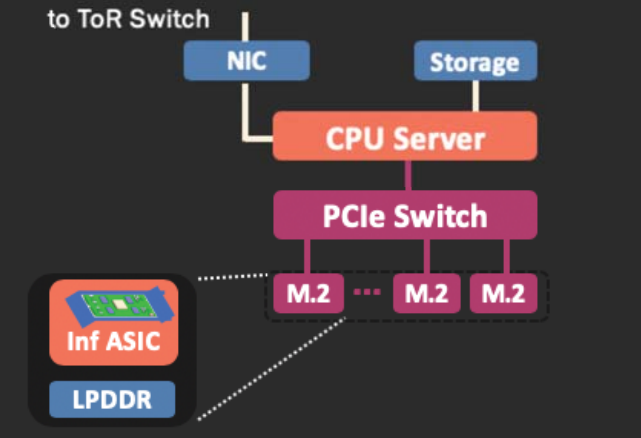 to ToR Switch
NIC
Storage
CPU Server
PCIe Switch
M.2 ... M.2 M.2
Inf ASIC
LPDDR